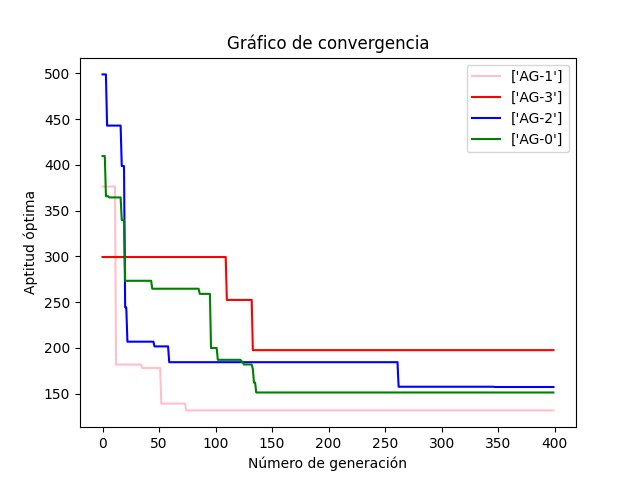 Gráfico de convergencia
500
450
400
350
300
250
200
150
Aptitud óptima
['AG-1']
['AG-3']
['AG-2']
['AG-0']
0
50
100
150
200
250
300
350
400
Número de generación